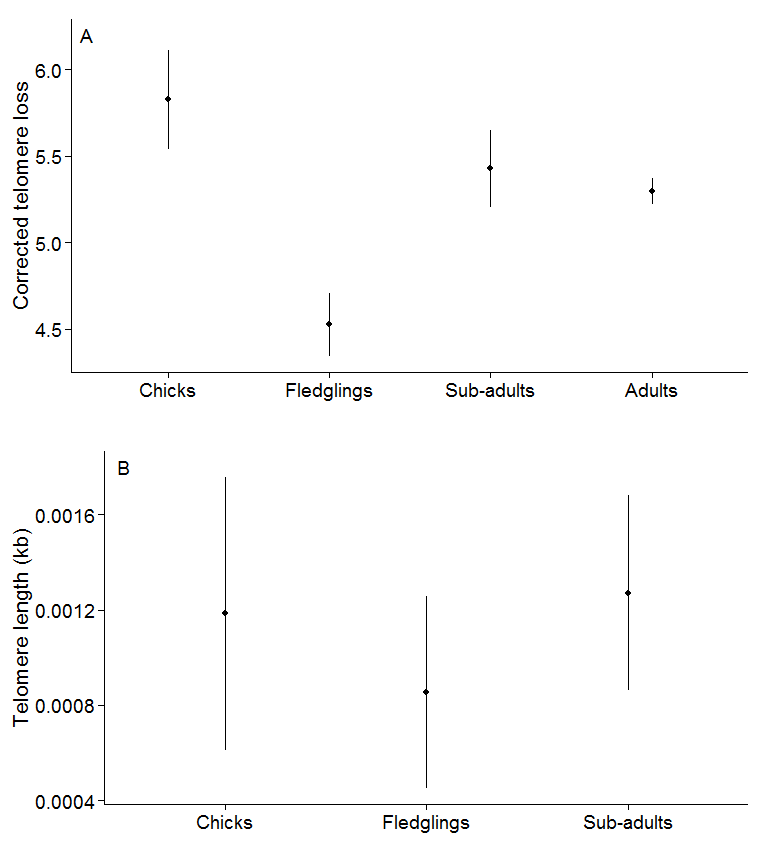 A
Corrected telomere loss
6.0
5.5
5.0
4.5
Chicks Fledglings Sub-adults Adults
B
Telomere length (kb)
0.0016
0.0012
0.0008
0.0004
Chicks Fledglings Sub-adults